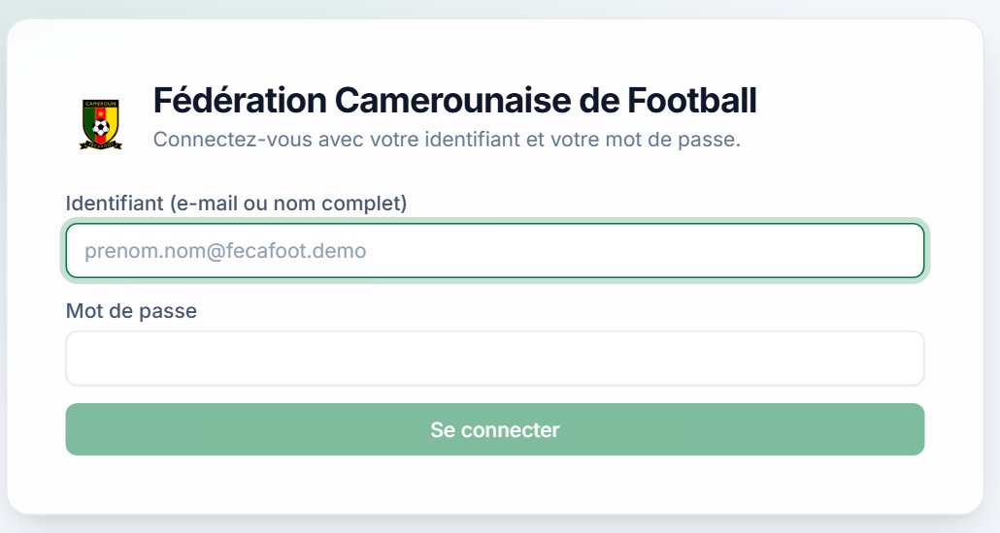 CAMEROUN
Fédération Camerounaise de Football
Connectez-vous avec votre identifiant et votre mot de passe.
Identifiant (e-mail ou nom complet)
prenom.nom@fecafoot.demo
Mot de passe
Se connecter